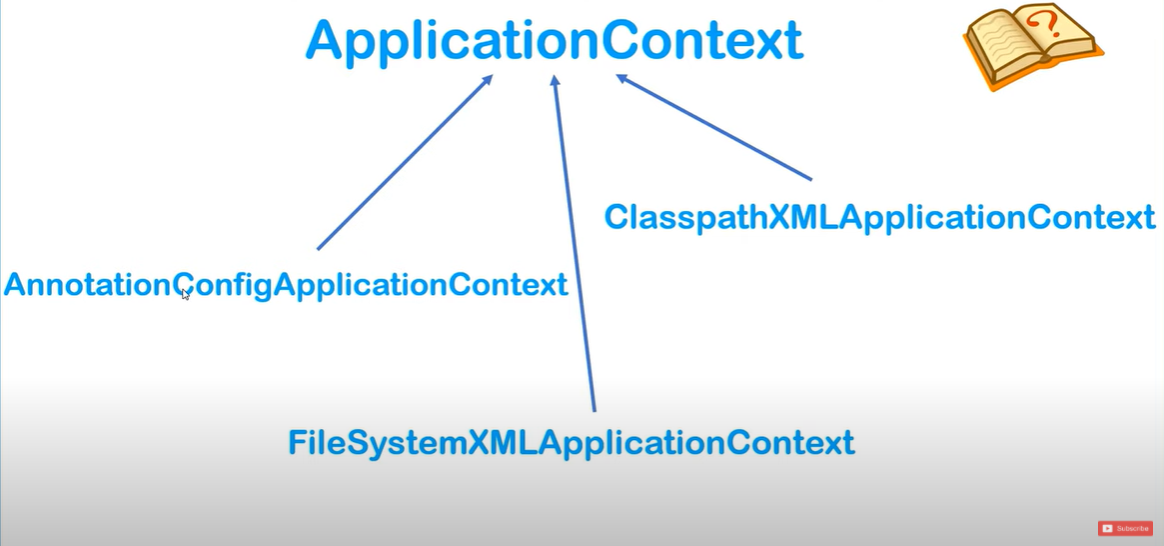 ApplicationContext
ClasspathXMLApplicationContext
AnnotationConfigApplicationContext
FileSystemXMLApplicationContext
Subscribe